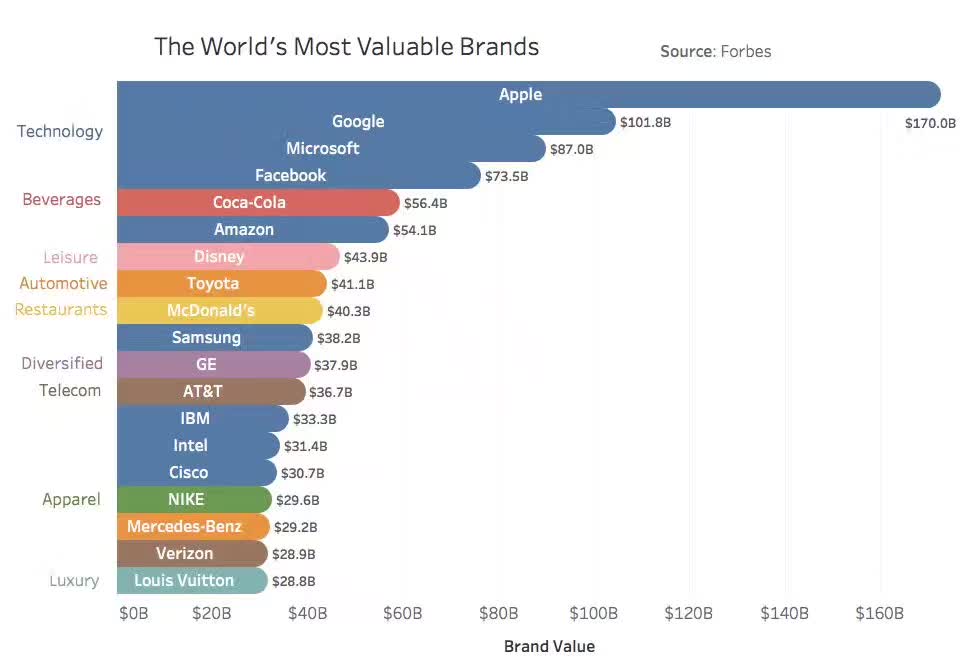 The World's Most Valuable Brands
Source: Forbes
Apple
$170.0B
Technology
Google $101.8B
Microsoft $87.0B
Facebook $73.5B
Beverages
Coca-Cola $56.4B
Amazon $54.1B
Leisure Disney $43.9B
Automotive Toyota $41.1B
Restaurants McDonald's $40.3B
Samsung $38.2B
Diversified GE $37.9B
Telecom AT&T $36.7B
IBM $33.3B
Intel $31.4B
Cisco $30.7B
Apparel NIKE $29.6B
Mercedes-Benz $29.2B
Verizon $28.9B
Luxury Louis Vuitton $28.8B
$0B $20B $40B $60B $80B $100B $120B $140B $160B
Brand Value